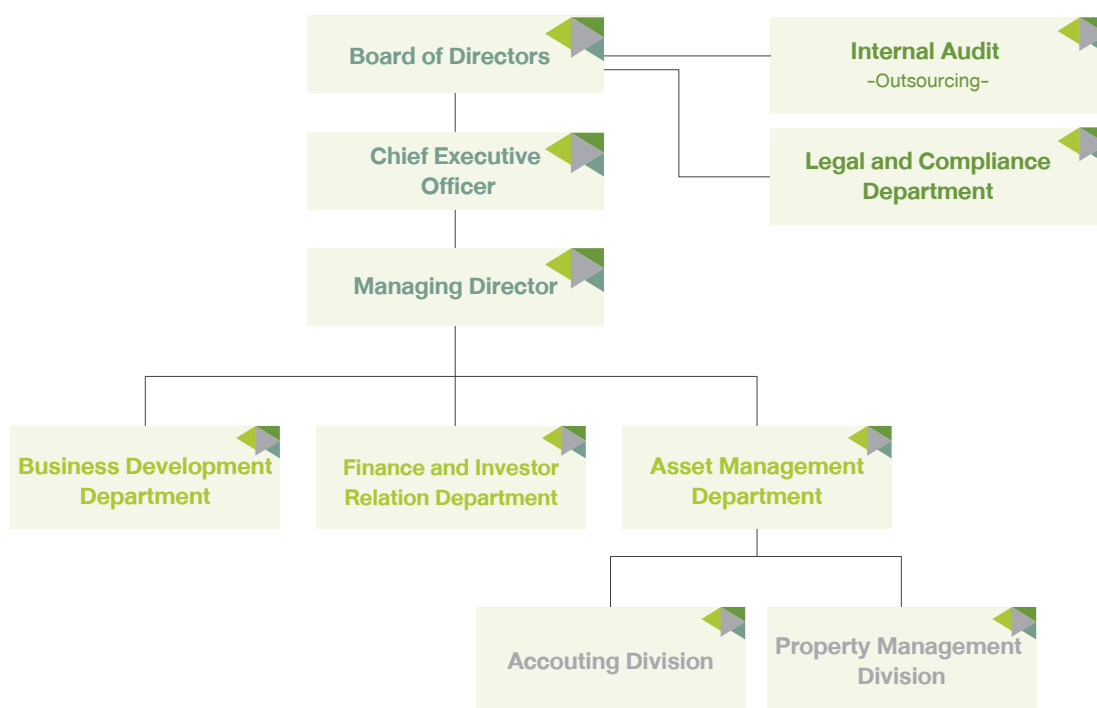 Board of Directors
Internal Audit
-Outsourcing-
Chief Executive
Officer
Legal and Compliance
Department
Managing Director
Business Development
Department
Finance and Investor
Relation Department
Asset Management
Department
Accouting Division
Property Management
Division